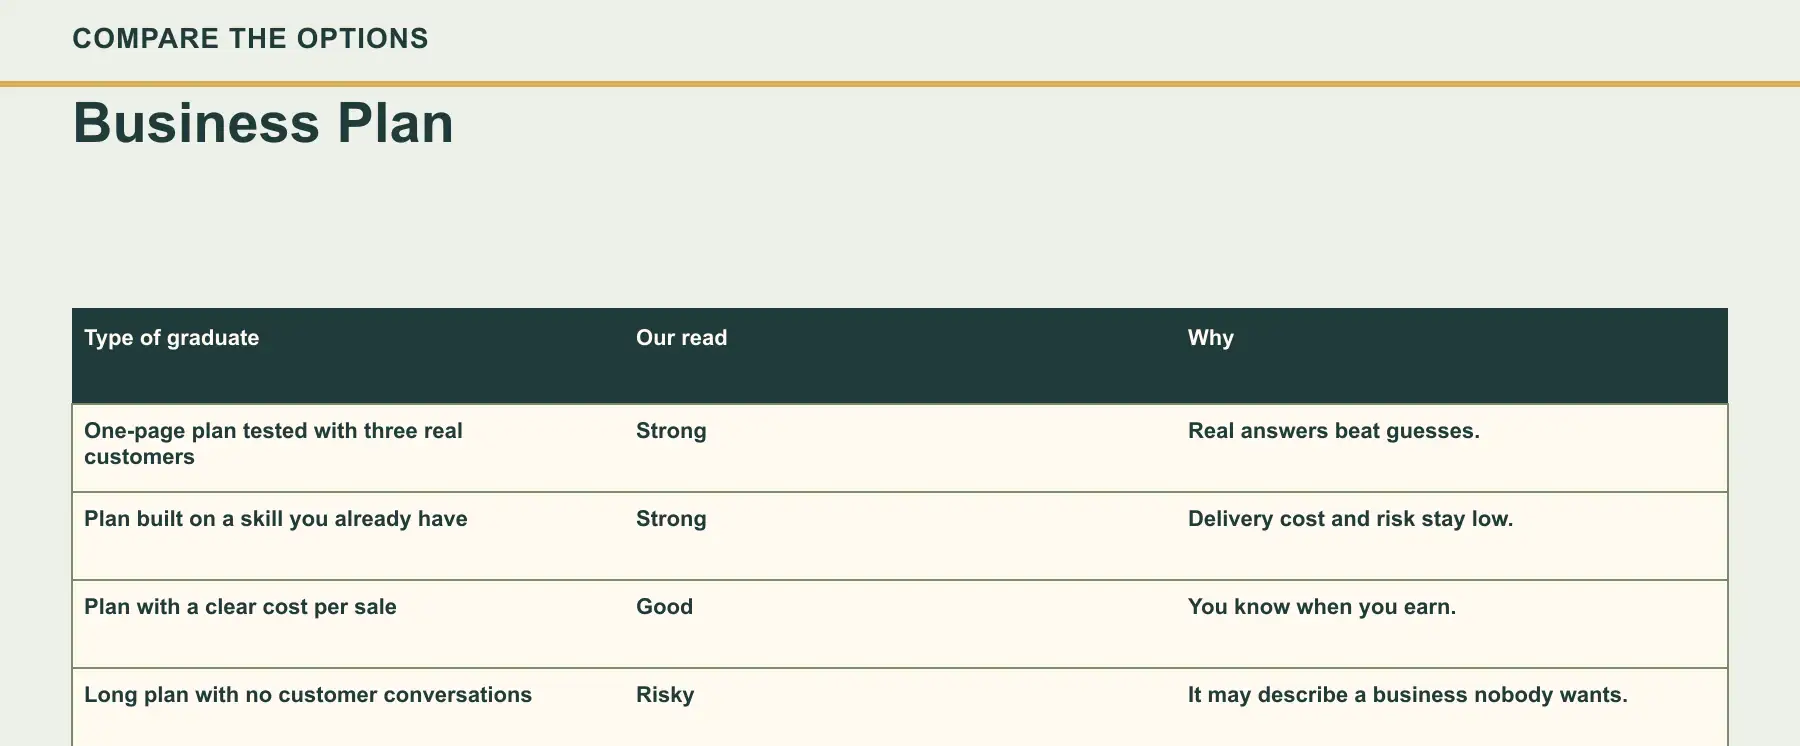 COMPARE THE OPTIONS
Business Plan
Type of graduate Our read Why
One-page plan tested with three real
customers Strong Real answers beat guesses.
Plan built on a skill you already have Strong Delivery cost and risk stay low.
Plan with a clear cost per sale Good You know when you earn.
Long plan with no customer conversations Risky It may describe a business nobody wants.